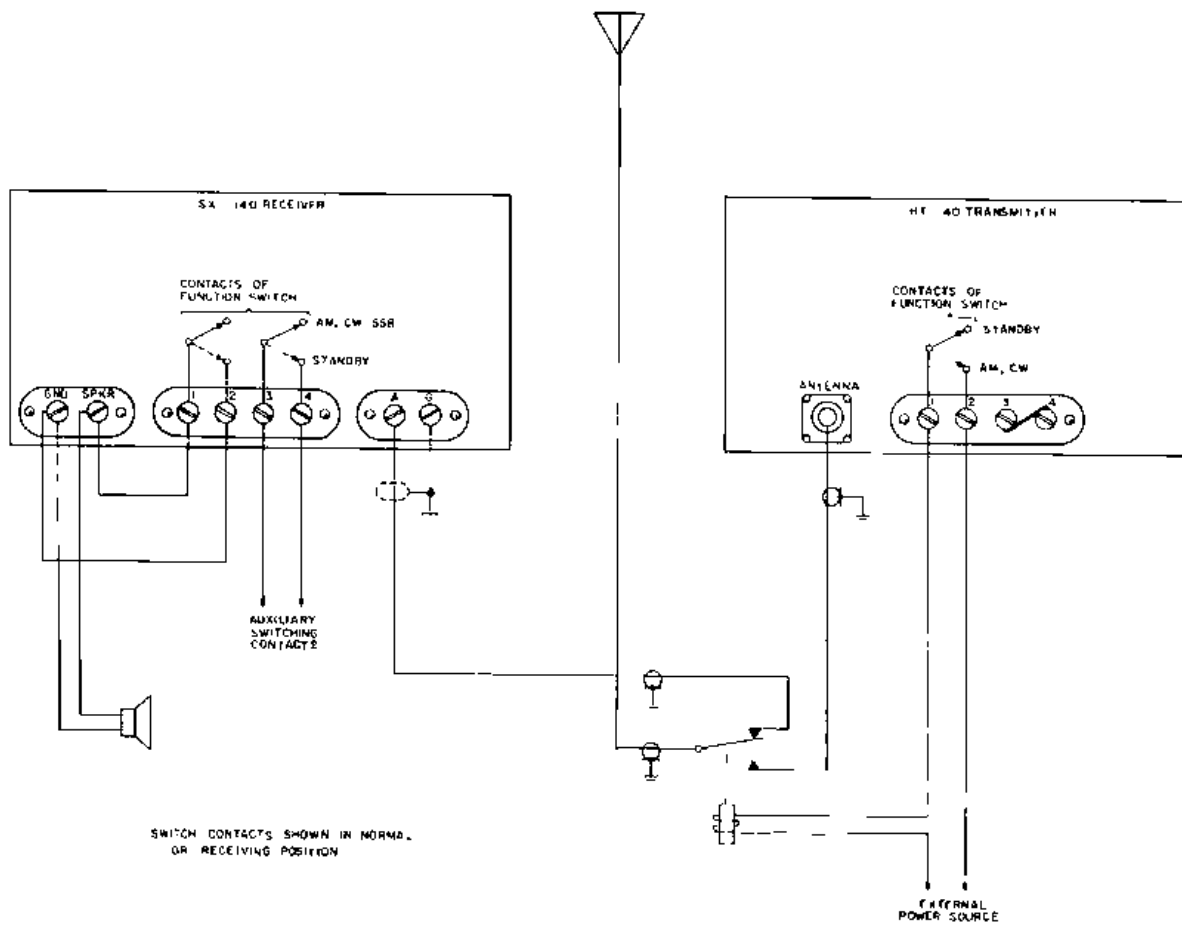 SX 140 RECEIVER
CONTACTS OF
FUNCTION SWITCH
AM, CW SSB
STANDBY
GND SPKR
1 2 3 4
A G
AUXILIARY
SWITCHING
CONTACTS
SWITCH CONTACTS SHOWN IN NORMAL
OR RECEIVING POSITION
HT 40 TRANSMITTER
CONTACTS OF
FUNCTION SWITCH
STANDBY
AM, CW
ANTENNA
1 2 3 4
EXTERNAL
POWER SOURCE